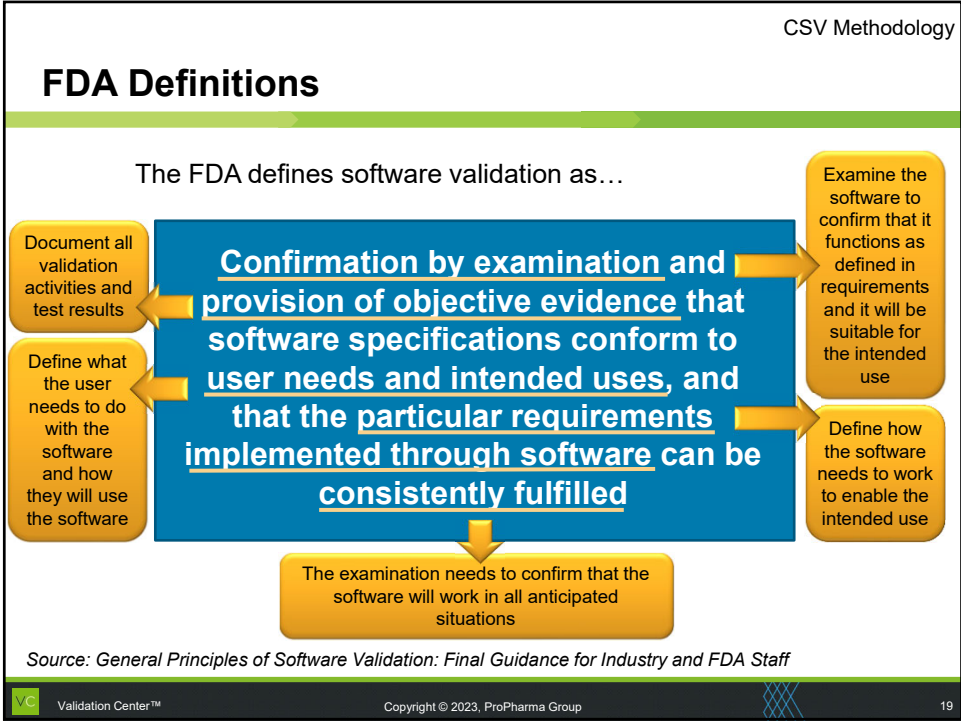 CSV Methodology
FDA Definitions
The FDA defines software validation as…
Document all
validation
activities and
test results
Define what
the user
needs to do
with the
software
and how
they will use
the software
Confirmation by examination and
provision of objective evidence that
software specifications conform to
user needs and intended uses, and
that the particular requirements
implemented through software can be
consistently fulfilled
Examine the
software to
confirm that it
functions as
defined in
requirements
and it will be
suitable for
the intended
use
Define how
the software
needs to work
to enable the
intended use
The examination needs to confirm that the
software will work in all anticipated
situations
Source: General Principles of Software Validation: Final Guidance for Industry and FDA Staff
VC
Validation Center™
Copyright © 2023, ProPharma Group
19